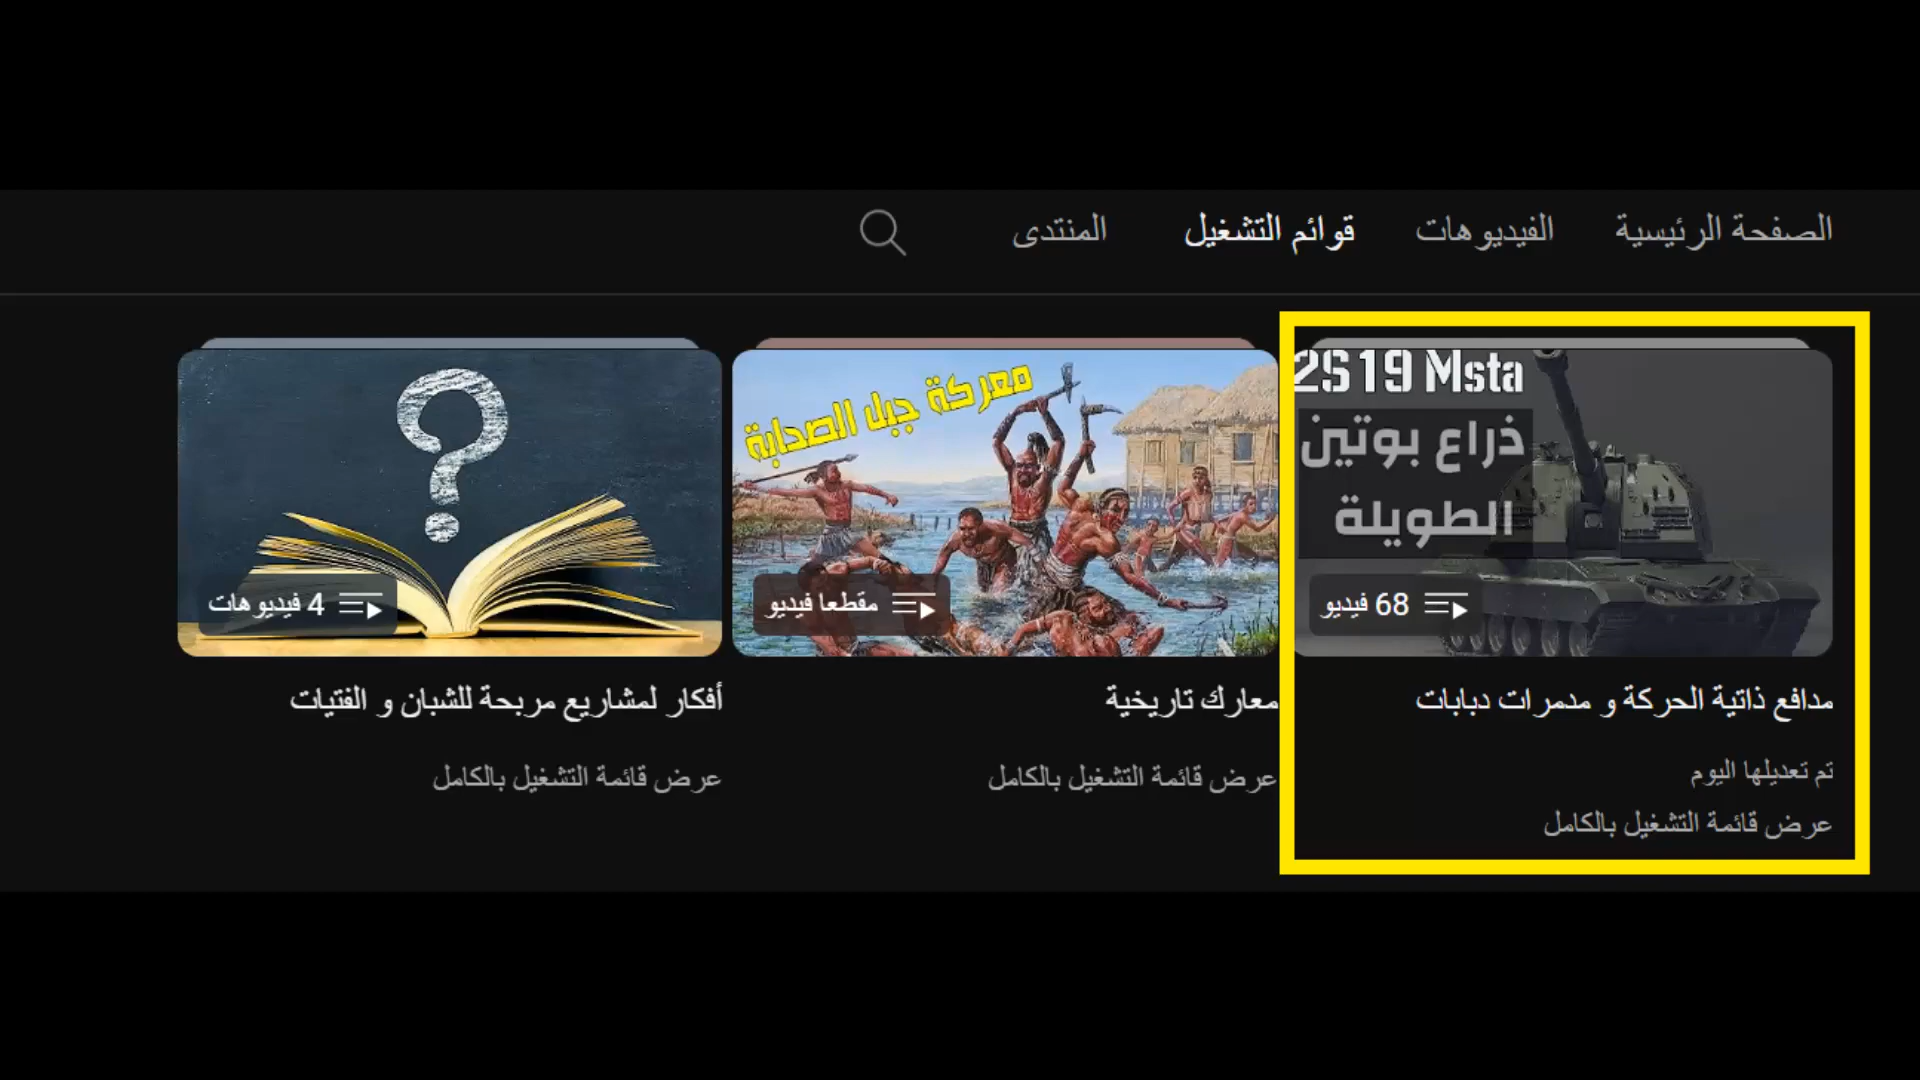 الصفحة الرئيسية
الفيديوهات
قوائم التشغيل
المنتدى
2S19 Msta
ذراع بوتين
الطويلة
68 فيديو
مدافع ذاتية الحركة و مدمرات دبابات
تم تعديلها اليوم
عرض قائمة التشغيل بالكامل
معركة جبل الصحابة
مقطعا فيديو
معارك تاريخية
عرض قائمة التشغيل بالكامل
4 فيديوهات
أفكار لمشاريع مربحة للشبان و الفتيات
عرض قائمة التشغيل بالكامل